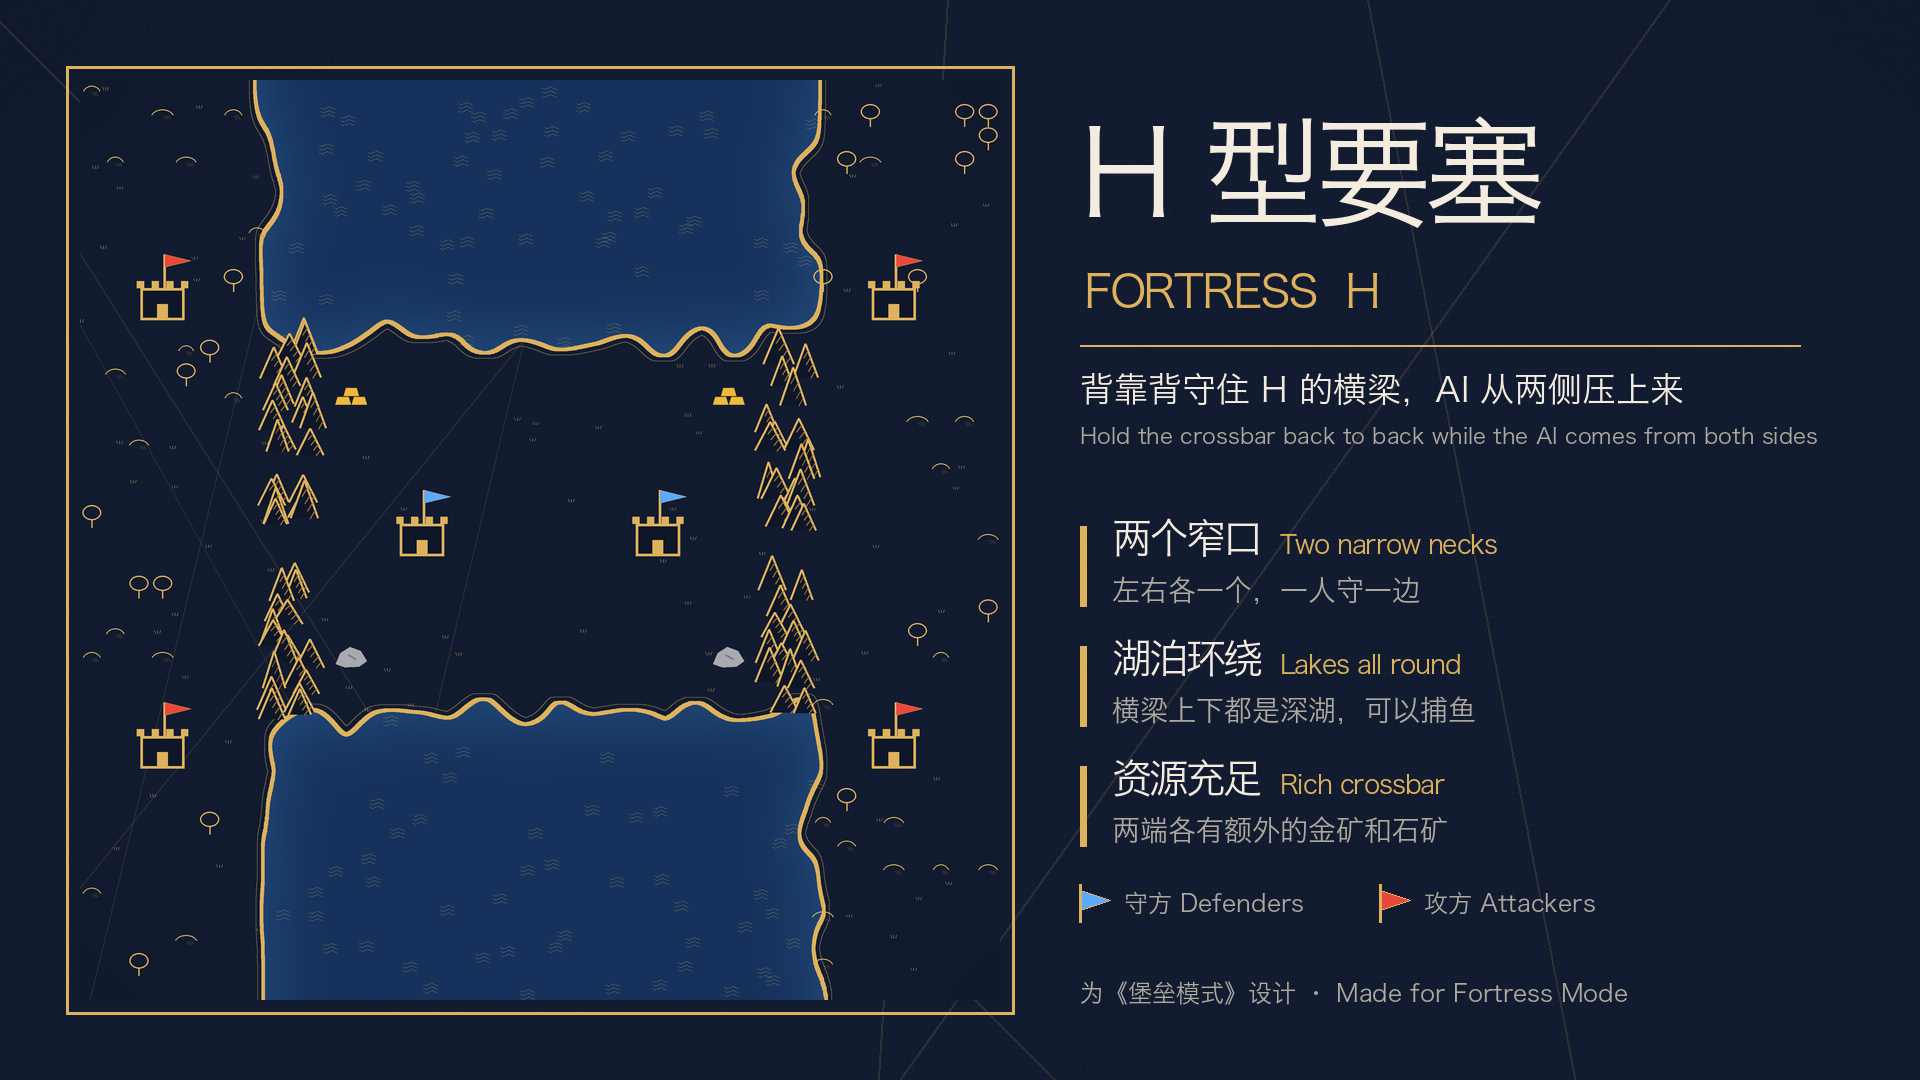 H 型要塞
FORTRESS H
背靠背守住 H 的横梁，AI 从两侧压上来
Hold the crossbar back to back while the AI comes from both sides
两个窄口 Two narrow necks
左右各一个，一人守一边
湖泊环绕 Lakes all round
横梁上下都是深湖，可以捕鱼
资源充足 Rich crossbar
两端各有额外的金矿和石矿
守方 Defenders 攻方 Attackers
为《堡垒模式》设计 · Made for Fortress Mode